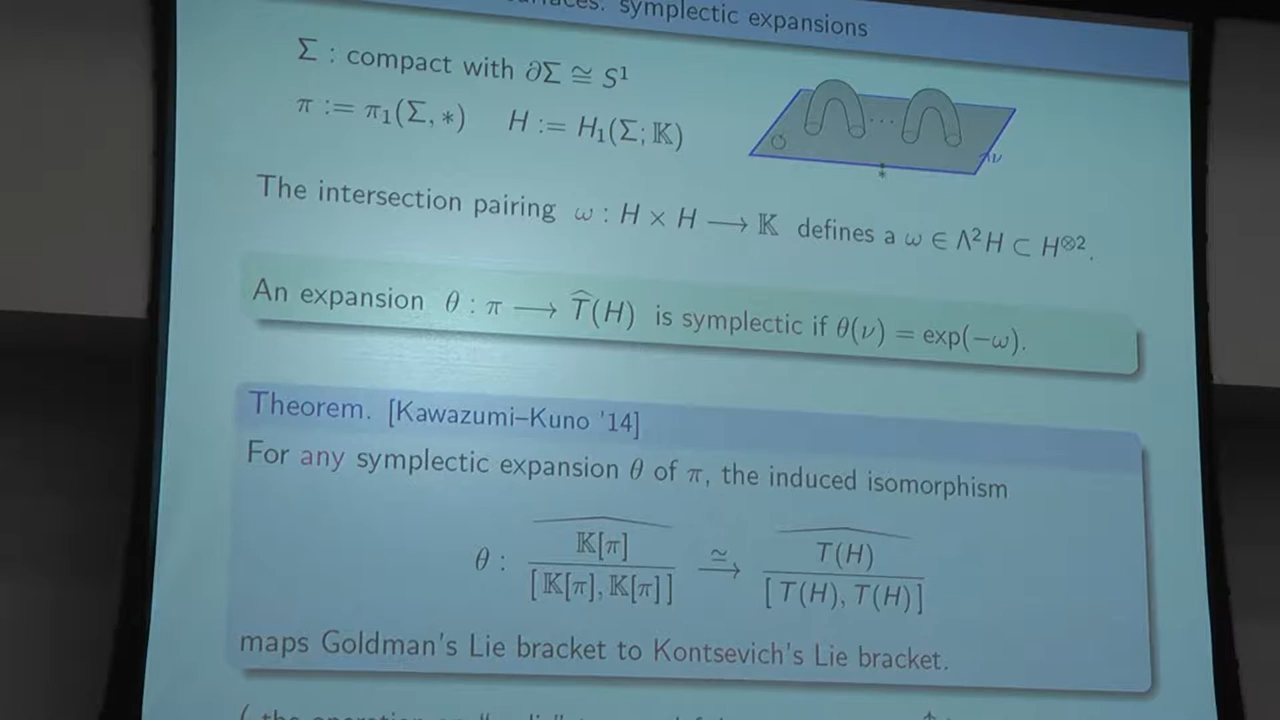 symplectic expansions
Σ : compact with ∂Σ ≅ S¹
π := π₁(Σ, ∗) H := H₁(Σ; 𝕂)
∗
ν
The intersection pairing ω : H × H ⟶ 𝕂 defines a ω ∈ Λ²H ⊂ H^{⊗2}.
An expansion θ : π ⟶ T̂(H) is symplectic if θ(ν) = exp(−ω).
Theorem. [Kawazumi–Kuno '14]
For any symplectic expansion θ of π, the induced isomorphism
θ : \widehat{𝕂[π]} / [𝕂[π], 𝕂[π]] ≃⟶ \widehat{T(H)} / [T(H), T(H)]
maps Goldman's Lie bracket to Kontsevich's Lie bracket.